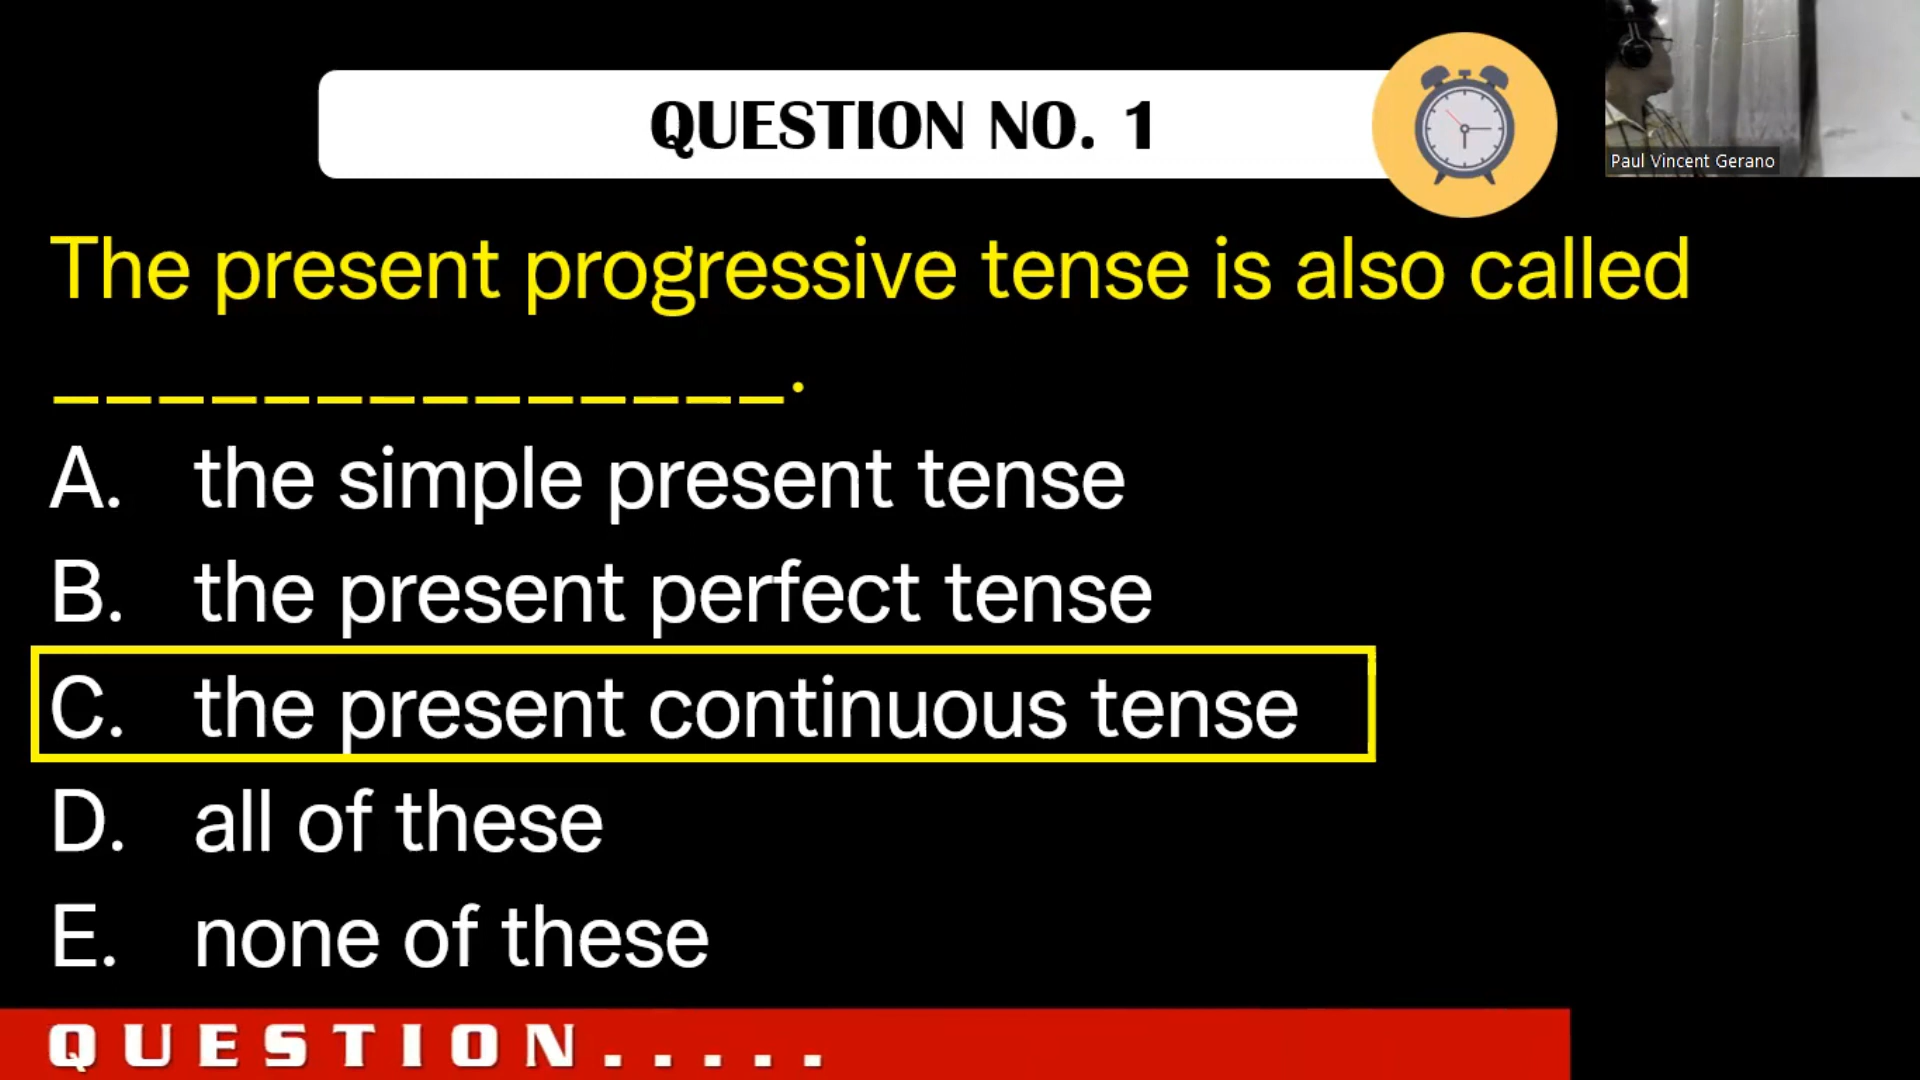 QUESTION NO. 1
Paul Vincent Gerano
The present progressive tense is also called
______________.
A. the simple present tense
B. the present perfect tense
C. the present continuous tense
D. all of these
E. none of these
QUESTION.....